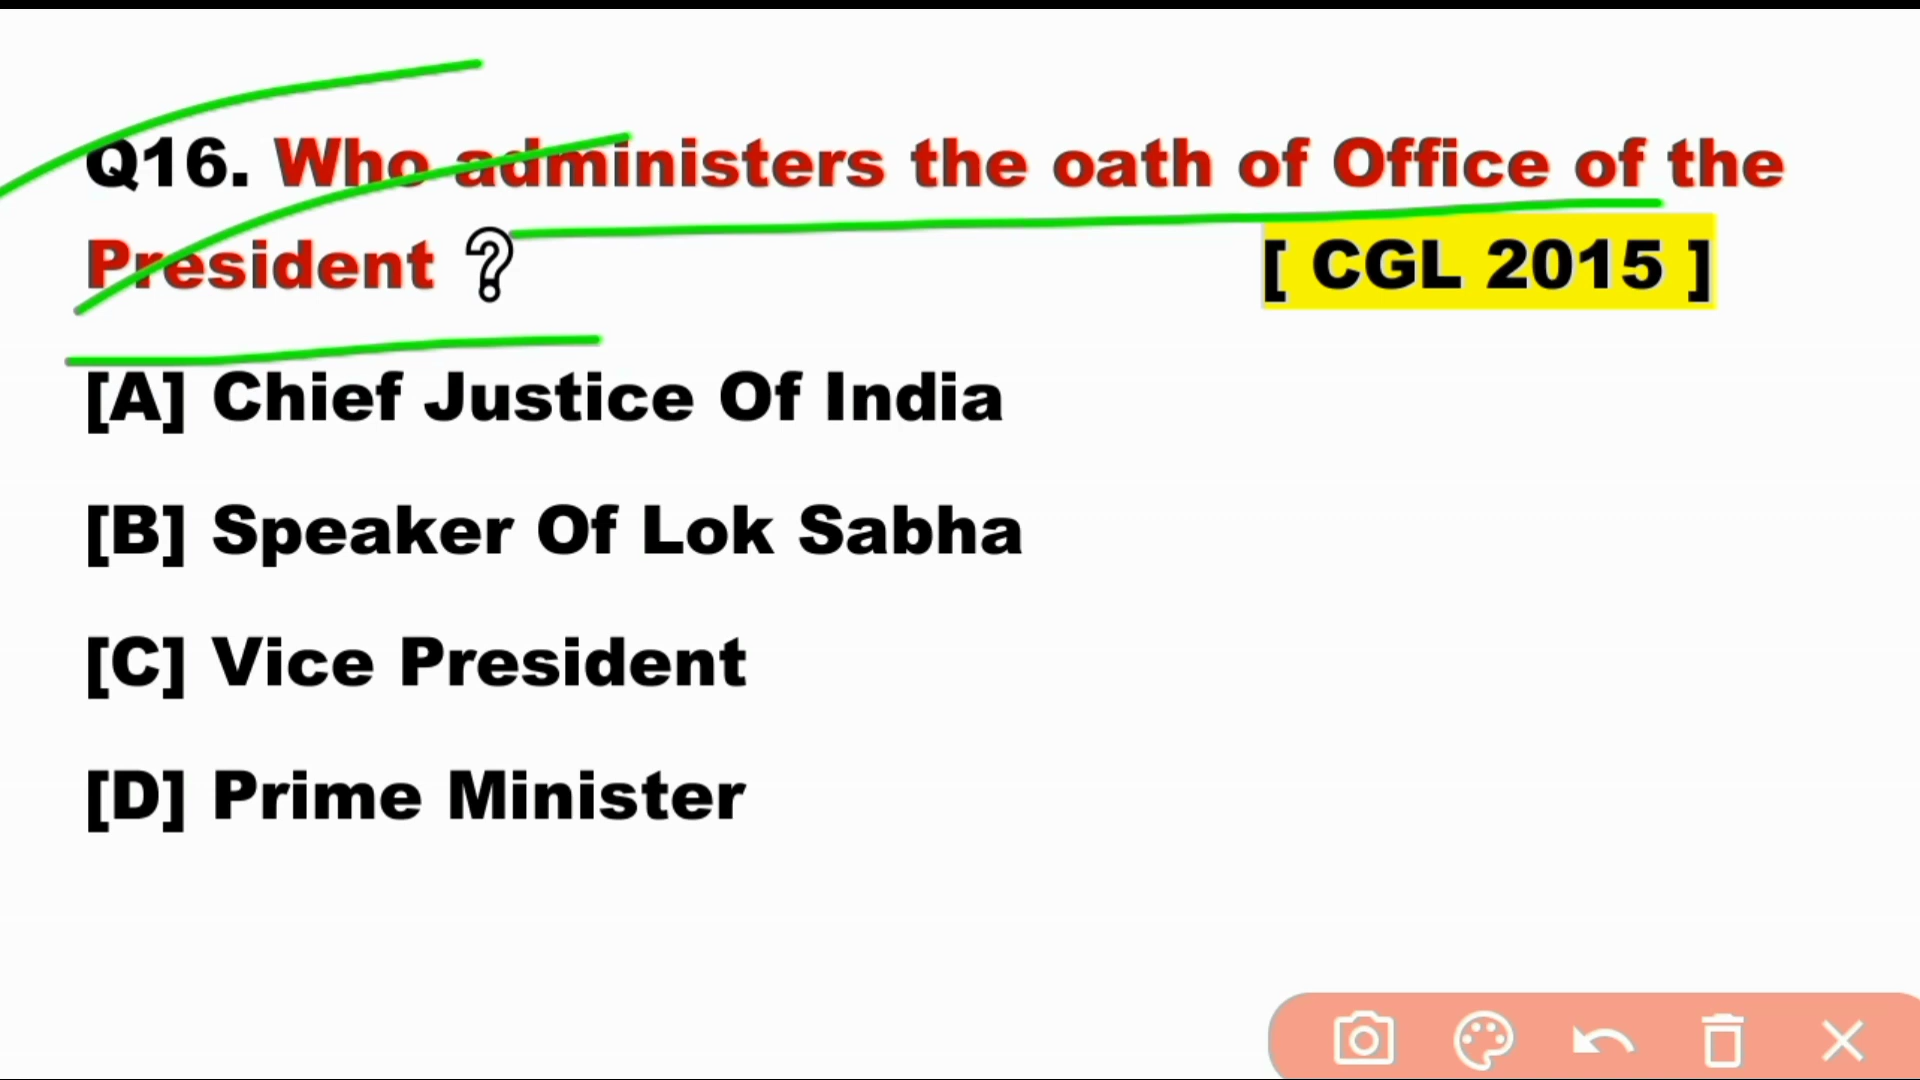 Q16. Who administers the oath of Office of the
President ?
[ CGL 2015 ]
[A] Chief Justice Of India
[B] Speaker Of Lok Sabha
[C] Vice President
[D] Prime Minister